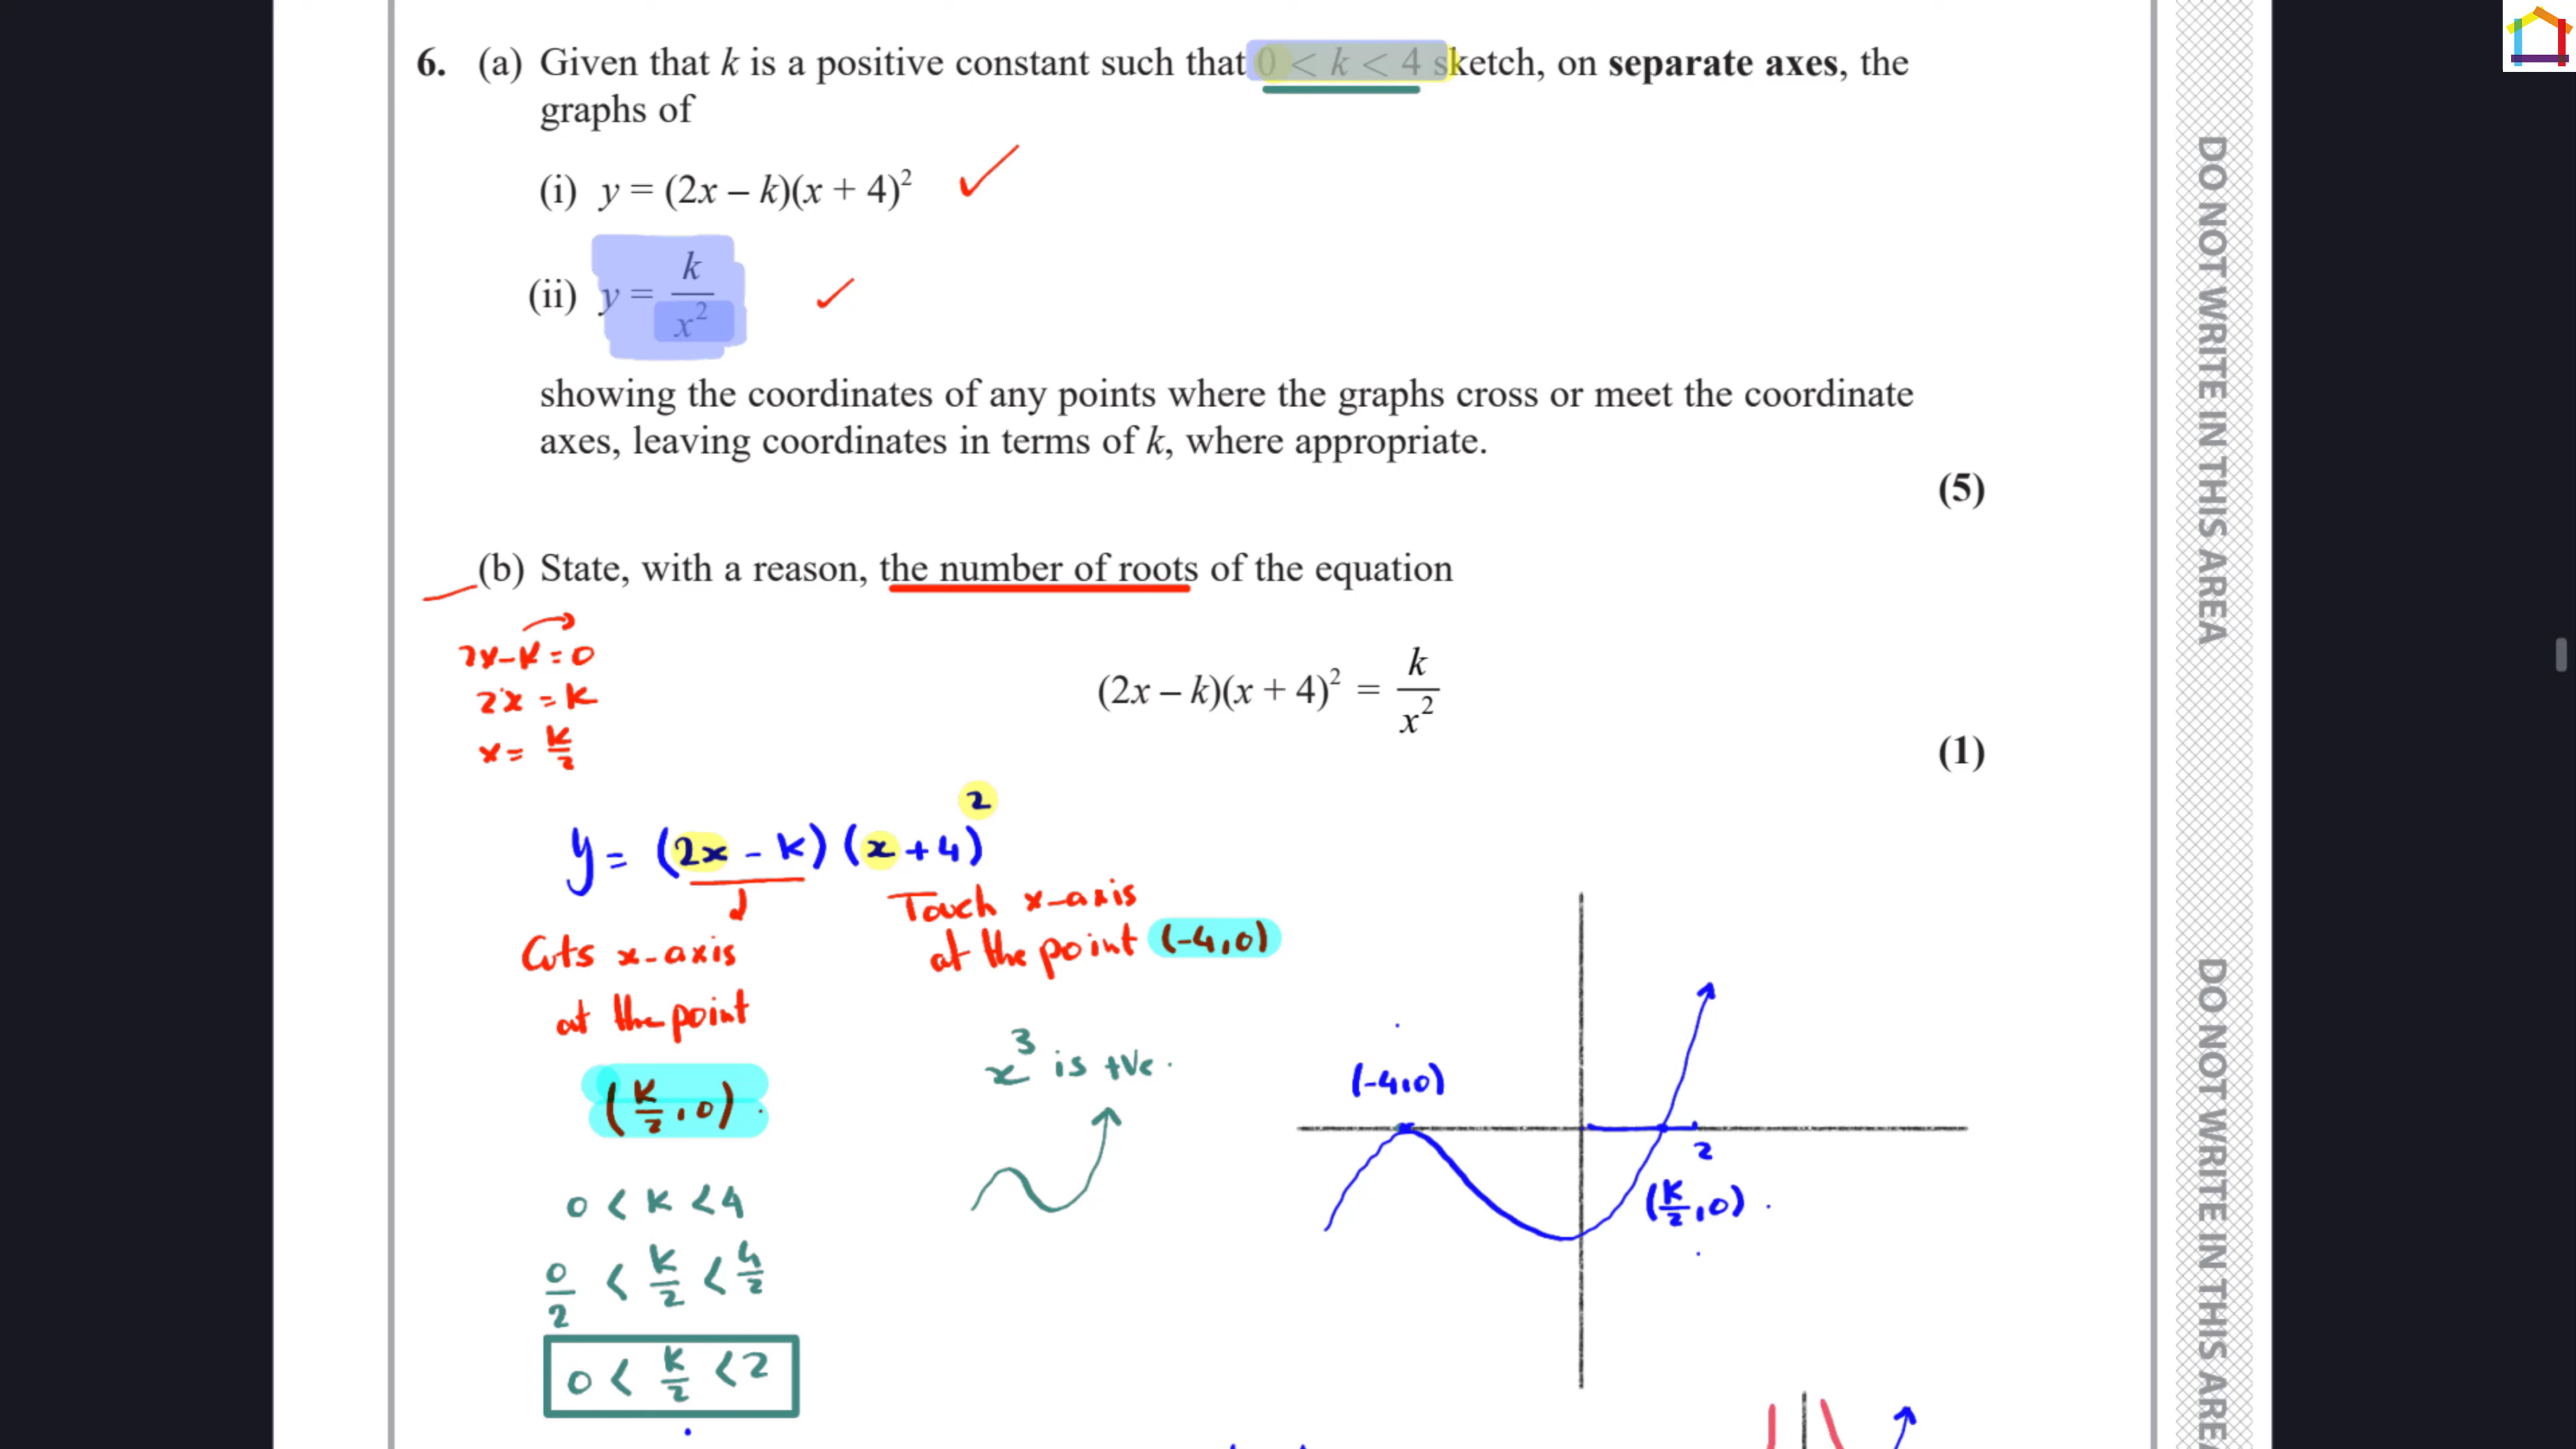 6. (a) Given that k is a positive constant such that 0 < k < 4 sketch, on separate axes, the
graphs of
(i) y = (2x – k)(x + 4)²
(ii) y = k/x²
showing the coordinates of any points where the graphs cross or meet the coordinate
axes, leaving coordinates in terms of k, where appropriate.
(5)
(b) State, with a reason, the number of roots of the equation
2x-k=0
2x = k
x = k/2
(2x – k)(x + 4)² = k/x²
(1)
y = (2x - k) (x + 4)²
Cuts x-axis
at the point
(k/2, 0).
Touch x-axis
at the point (-4,0)
x³ is +ve.
0 < k < 4
0/2 < k/2 < 4/2
0 < k/2 < 2
(-4,0)
2
(k/2, 0).
DO NOT WRITE IN THIS AREA
DO NOT WRITE IN THIS ARE